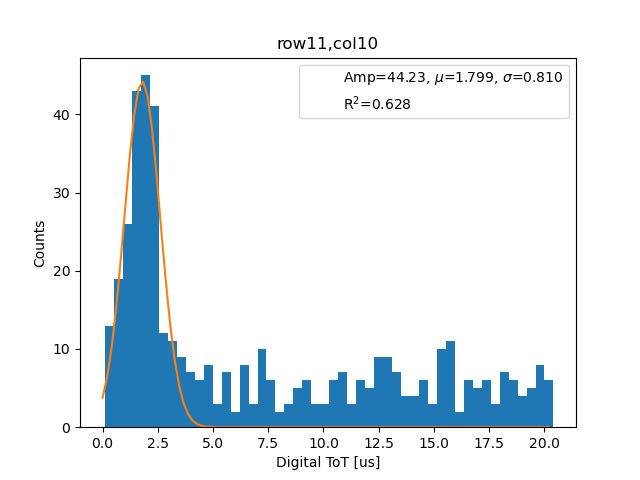 row11,col10
Amp=44.23, μ=1.799, σ=0.810
R²=0.628
Counts
40
30
20
10
0
0.0 2.5 5.0 7.5 10.0 12.5 15.0 17.5 20.0
Digital ToT [us]